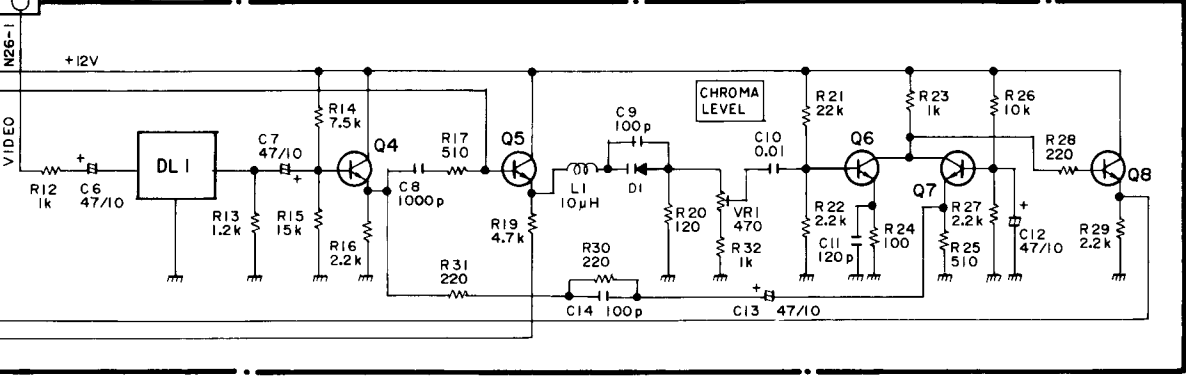 N26-1
VIDEO
+12V
R12
1k
+
C6
47/10
DL1
R13
1.2k
C7
47/10
+
R14
7.5k
R15
15k
Q4
R16
2.2k
C8
1000p
R17
510
Q5
R19
4.7k
L1
10μH
C9
100p
D1
R20
120
CHROMA
LEVEL
VR1
470
R32
1k
C10
0.01
R21
22k
R22
2.2k
Q6
C11
120p
R24
100
R23
1k
Q7
R25
510
R26
10k
R27
2.2k
+
C12
47/10
R28
220
Q8
R29
2.2k
R31
220
R30
220
C14 100p
+
C13 47/10